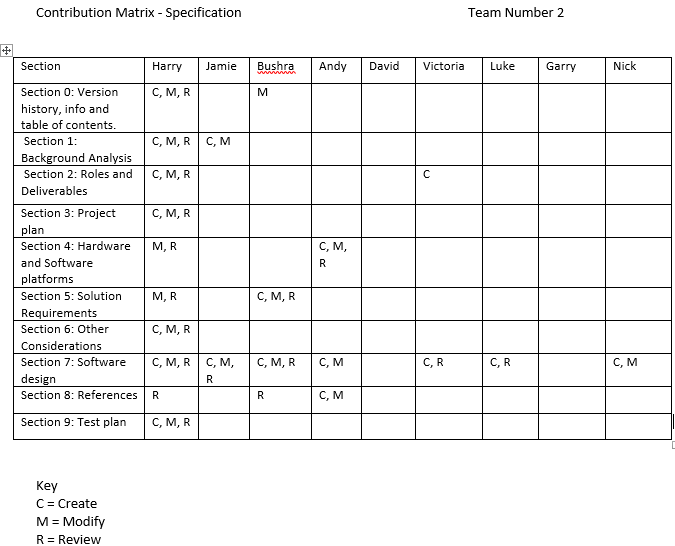 Contribution Matrix - Specification Team Number 2
Section Harry Jamie Bushra Andy David Victoria Luke Garry Nick
Section 0: Version history, info and table of contents. C, M, R M
Section 1: Background Analysis C, M, R C, M
Section 2: Roles and Deliverables C, M, R C
Section 3: Project plan C, M, R
Section 4: Hardware and Software platforms M, R C, M, R
Section 5: Solution Requirements M, R C, M, R
Section 6: Other Considerations C, M, R
Section 7: Software design C, M, R C, M, R C, M, R C, M C, R C, R C, M
Section 8: References R R C, M
Section 9: Test plan C, M, R
Key
C = Create
M = Modify
R = Review